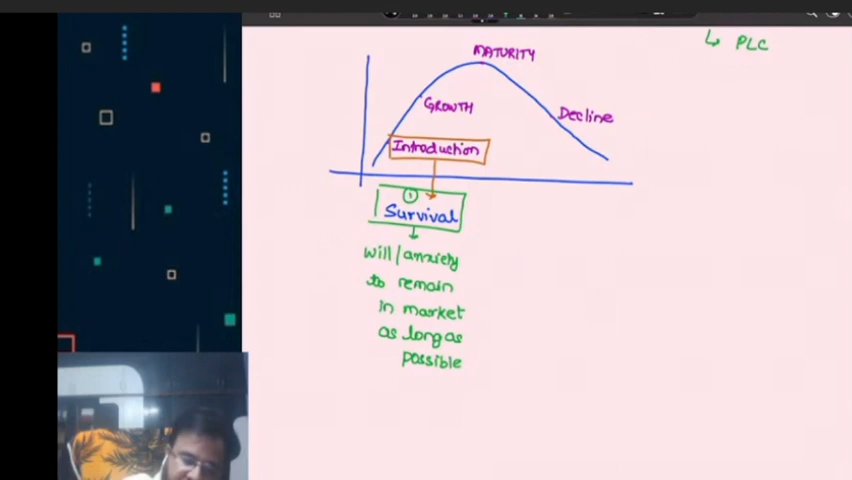 ↳ PLC
MATURITY
GROWTH
Decline
Introduction
①
Survival
will/anxiety
to remain
in market
as long as
possible